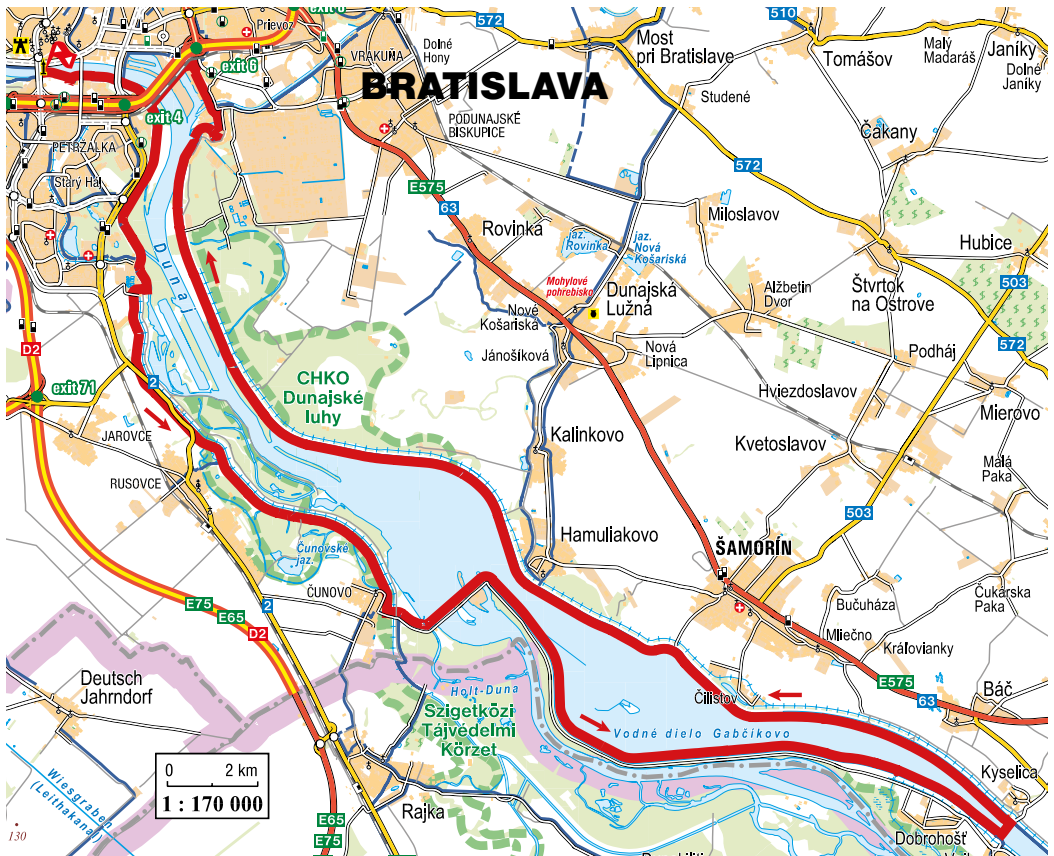 Prievoz
exit 8
572
510
VRAKUŇA
Dolné
Hony
Most
pri Bratislave
Tomášov
Malý
Madaráš
Janíky
Dolné
Janíky
exit 6
BRATISLAVA
Studené
exit 4
PODUNAJSKÉ
BISKUPICE
Čakany
PETRŽALKA
572
Starý Háj
E575
63
Miloslavov
Rovinka
jaz.
Rovinka
jaz.
Nová
Košariská
Hubice
Dunaj
Mohylové
pohrebisko
Dunajská
Lužná
Alžbetin
Dvor
Štvrtok
na Ostrove
503
Nové
Košariská
572
D2
Jánošíková
Nová
Lipnica
Podháj
exit 71
2
CHKO
Dunajské
luhy
Hviezdoslavov
Mierovo
JAROVCE
Kalinkovo
Kvetoslavov
Malá
Paka
RUSOVCE
503
Čunovské
jaz.
Hamuliakovo
ŠAMORÍN
ČUNOVO
Čukárska
Paka
E75
E65
2
D2
Bučuháza
Mliečno
Kráľovianky
Deutsch
Jahrndorf
Holt-Duna
Čilistov
E575
63
Báč
Szigetközi
Tájvédelmi
Körzet
Vodné dielo Gabčíkovo
0 2 km
1 : 170 000
Kyselica
Wiesgraben
(Leithakanal)
Rajka
130
E65
E75
Dobrohošť